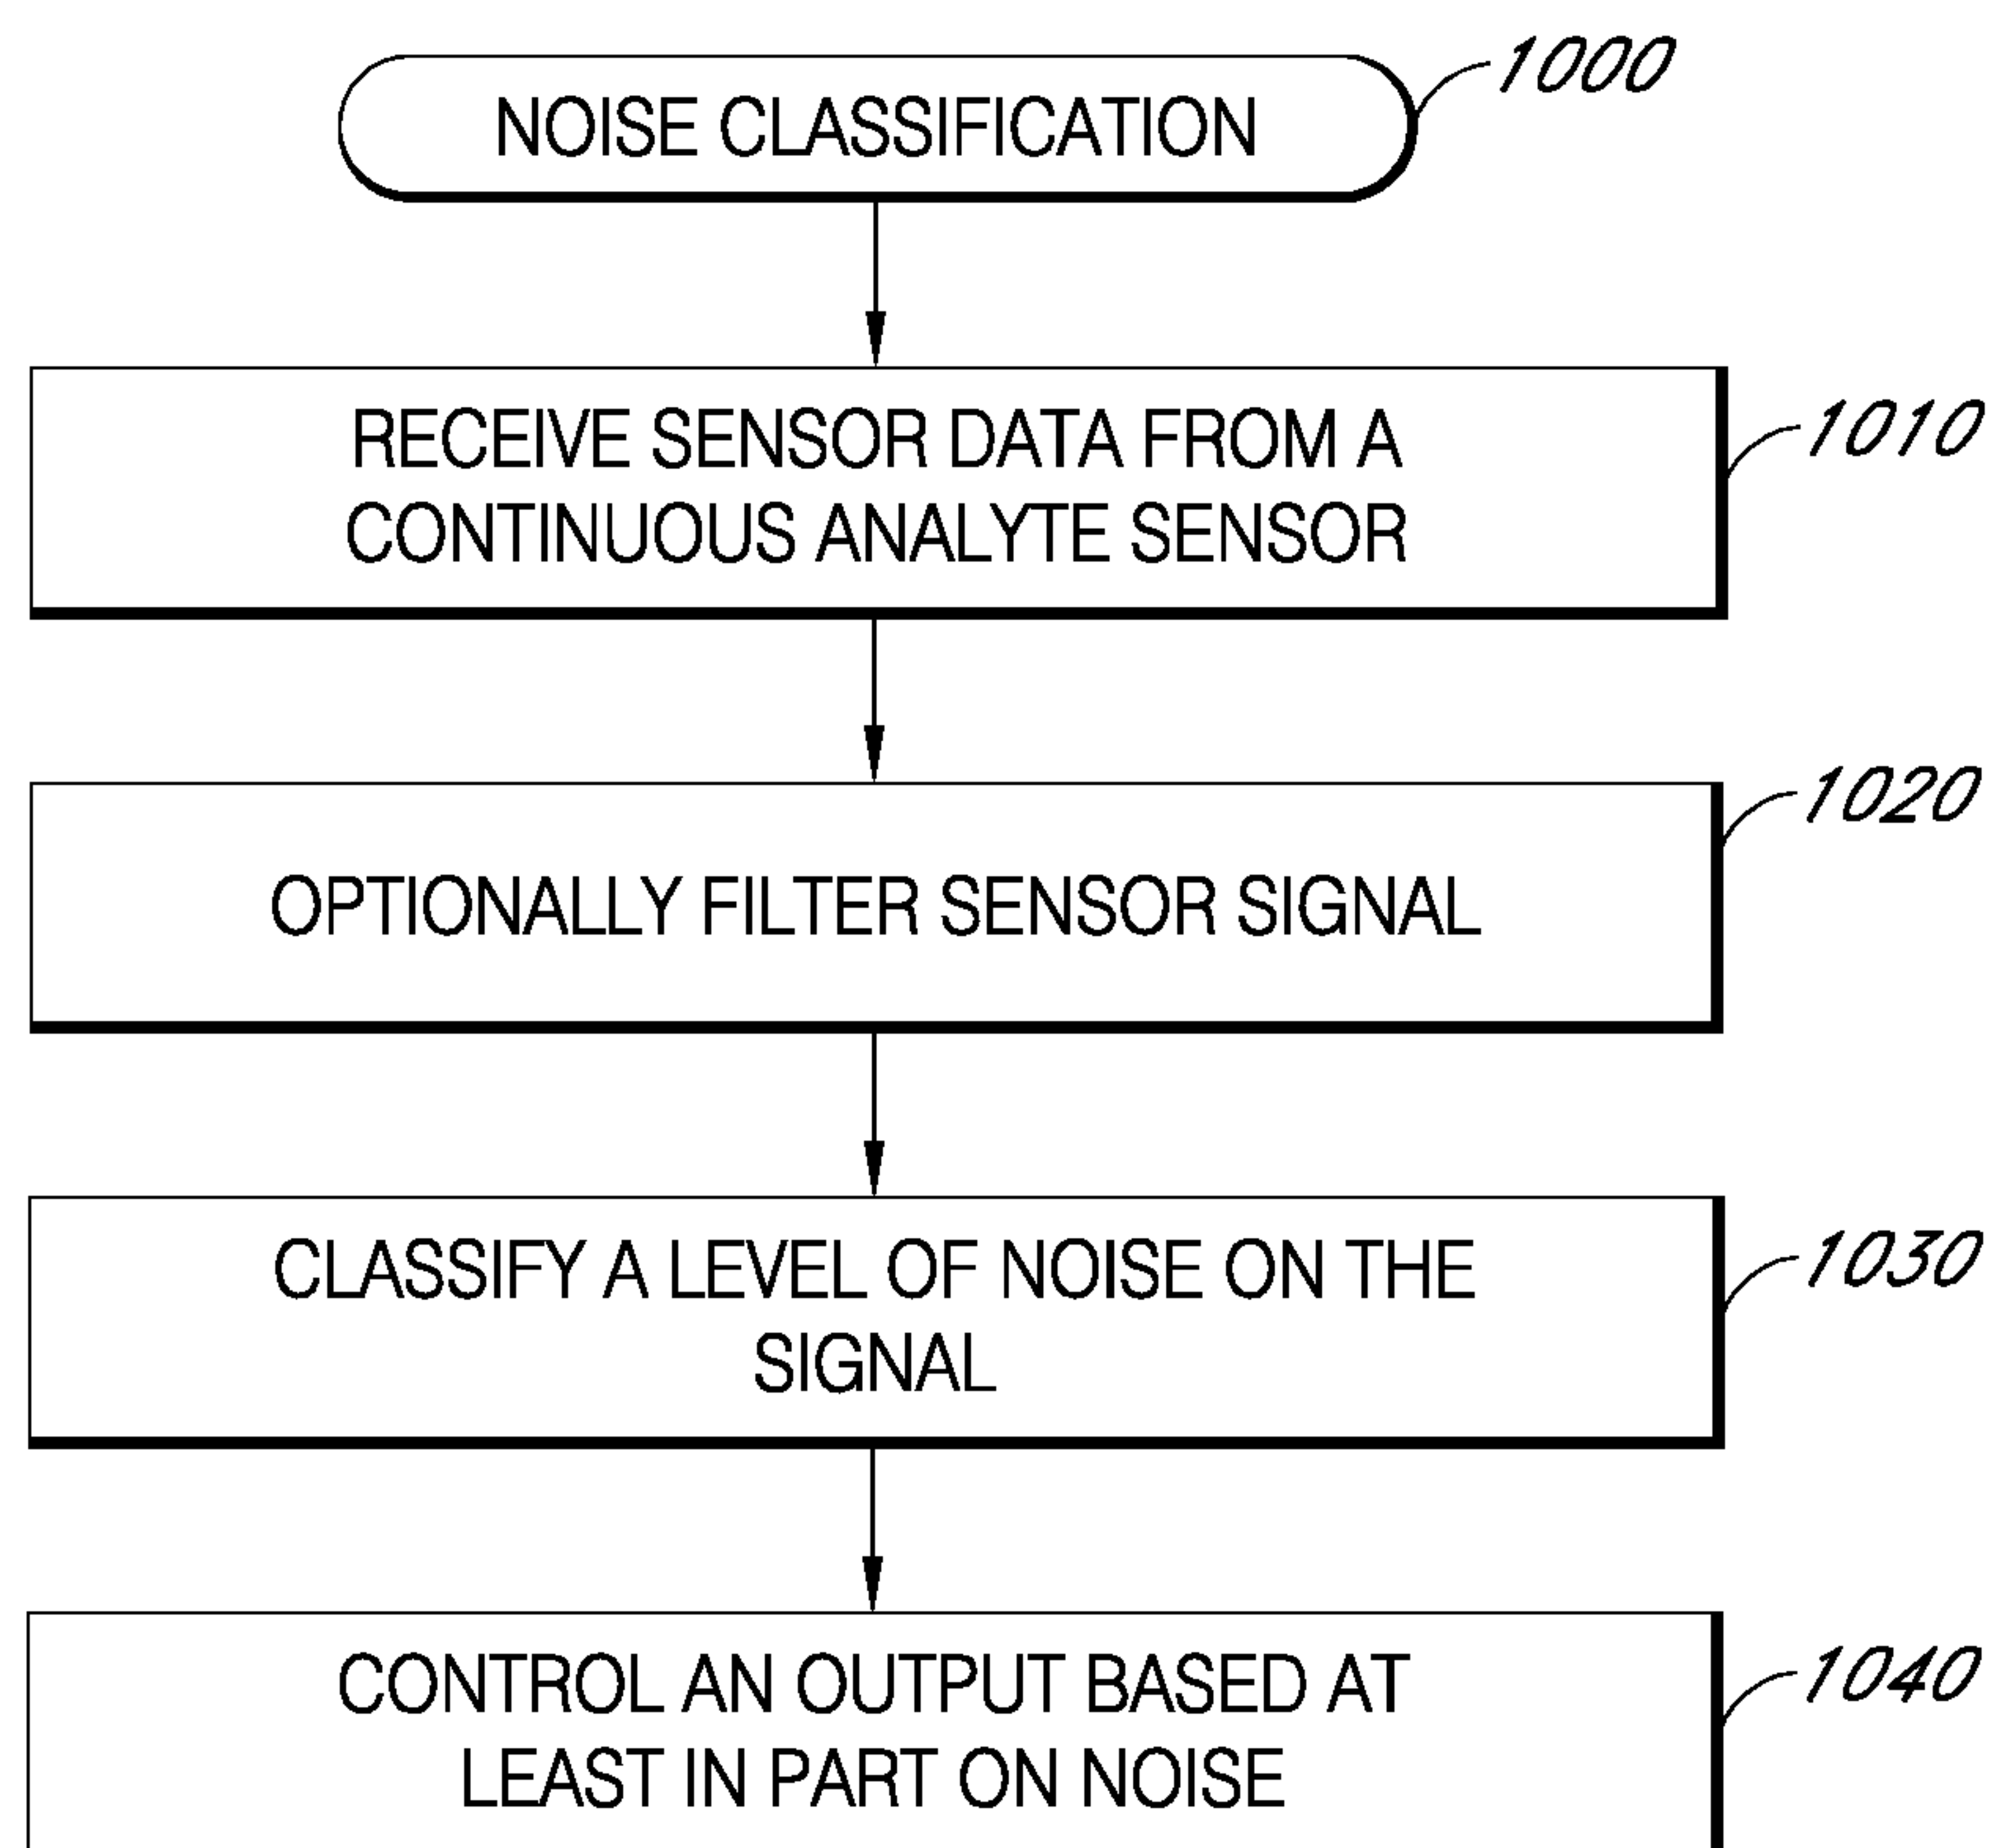 NOISE CLASSIFICATION
1000
RECEIVE SENSOR DATA FROM A
CONTINUOUS ANALYTE SENSOR
1010
OPTIONALLY FILTER SENSOR SIGNAL
1020
CLASSIFY A LEVEL OF NOISE ON THE
SIGNAL
1030
CONTROL AN OUTPUT BASED AT
LEAST IN PART ON NOISE
1040